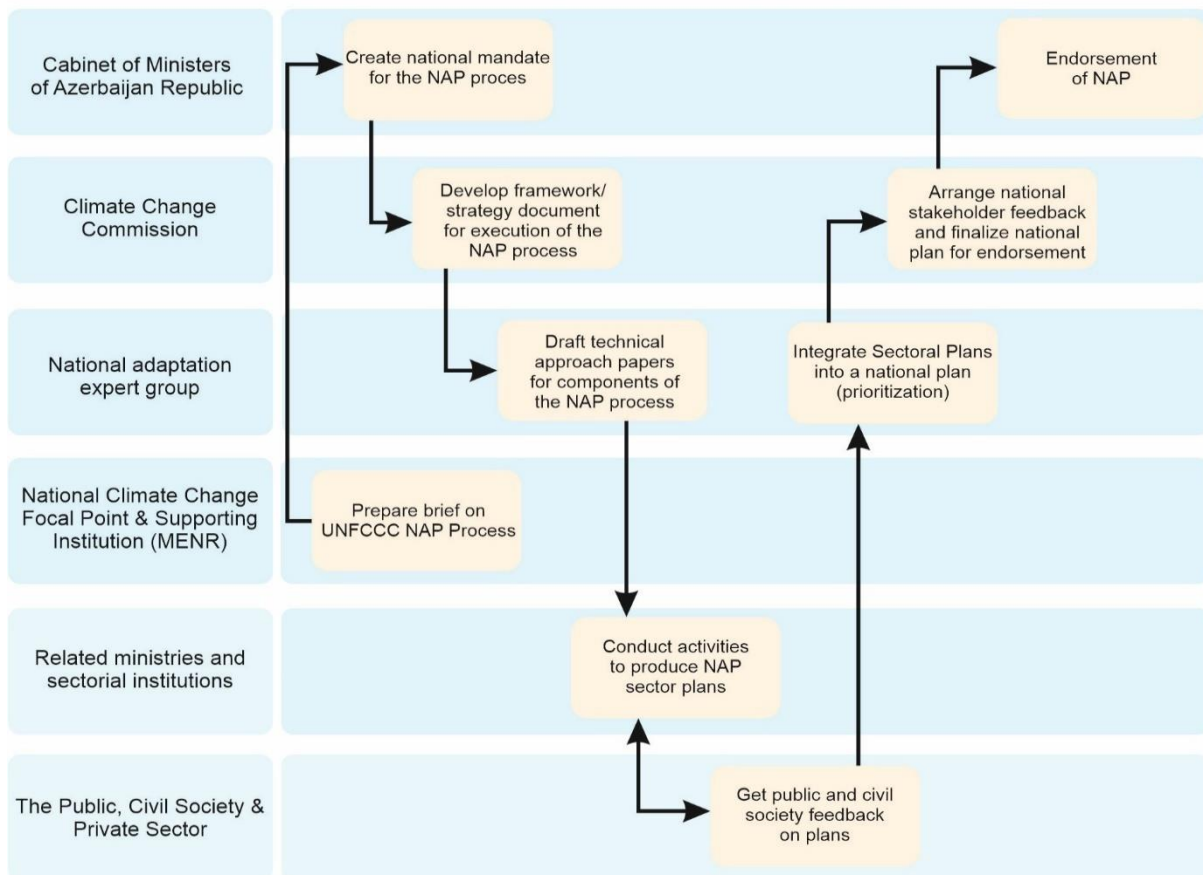 Cabinet of Ministers
of Azerbaijan Republic
Create national mandate
for the NAP proces
Endorsement
of NAP
Climate Change
Commission
Develop framework/
strategy document
for execution of the
NAP process
Arrange national
stakeholder feedback
and finalize national
plan for endorsement
National adaptation
expert group
Draft technical
approach papers
for components of
the NAP process
Integrate Sectoral Plans
into a national plan
(prioritization)
National Climate Change
Focal Point & Supporting
Institution (MENR)
Prepare brief on
UNFCCC NAP Process
Related ministries and
sectorial institutions
Conduct activities
to produce NAP
sector plans
The Public, Civil Society &
Private Sector
Get public and civil
society feedback
on plans